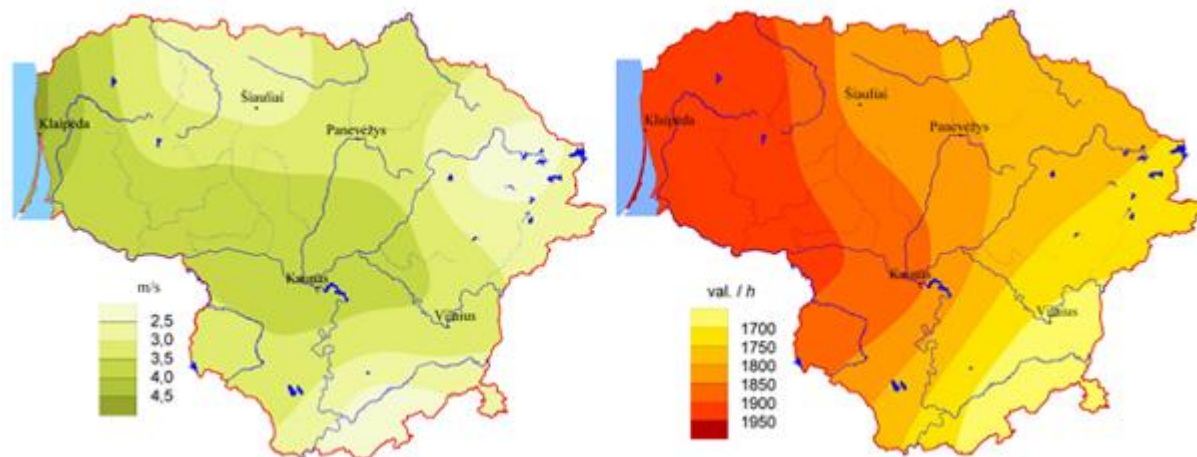 Šiauliai
Klaipėda
Panevėžys
Kaunas
Vilnius
m/s
2,5
3,0
3,5
4,0
4,5
Šiauliai
Klaipėda
Panevėžys
Kaunas
Vilnius
val. / h
1700
1750
1800
1850
1900
1950